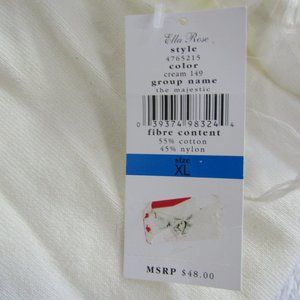 Ella Rose
style
4765215
color
cream 149
group name
the majestic
0 39374 98324 4
fibre content
55% cotton
45% nylon
size
XL
MSRP $48.00